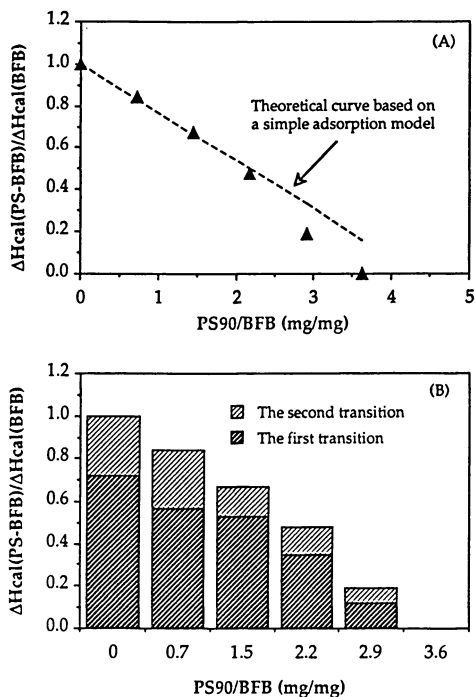 (A)
1.2
1.0
0.8
0.6
0.4
0.2
0.0
ΔHcal(PS-BFB)/ΔHcal(BFB)
Theoretical curve based on
a simple adsorption model
0 1 2 3 4 5
PS90/BFB (mg/mg)
(B)
1.2
1.0
0.8
0.6
0.4
0.2
0.0
ΔHcal(PS-BFB)/ΔHcal(BFB)
The second transition
The first transition
0 0.7 1.5 2.2 2.9 3.6
PS90/BFB (mg/mg)